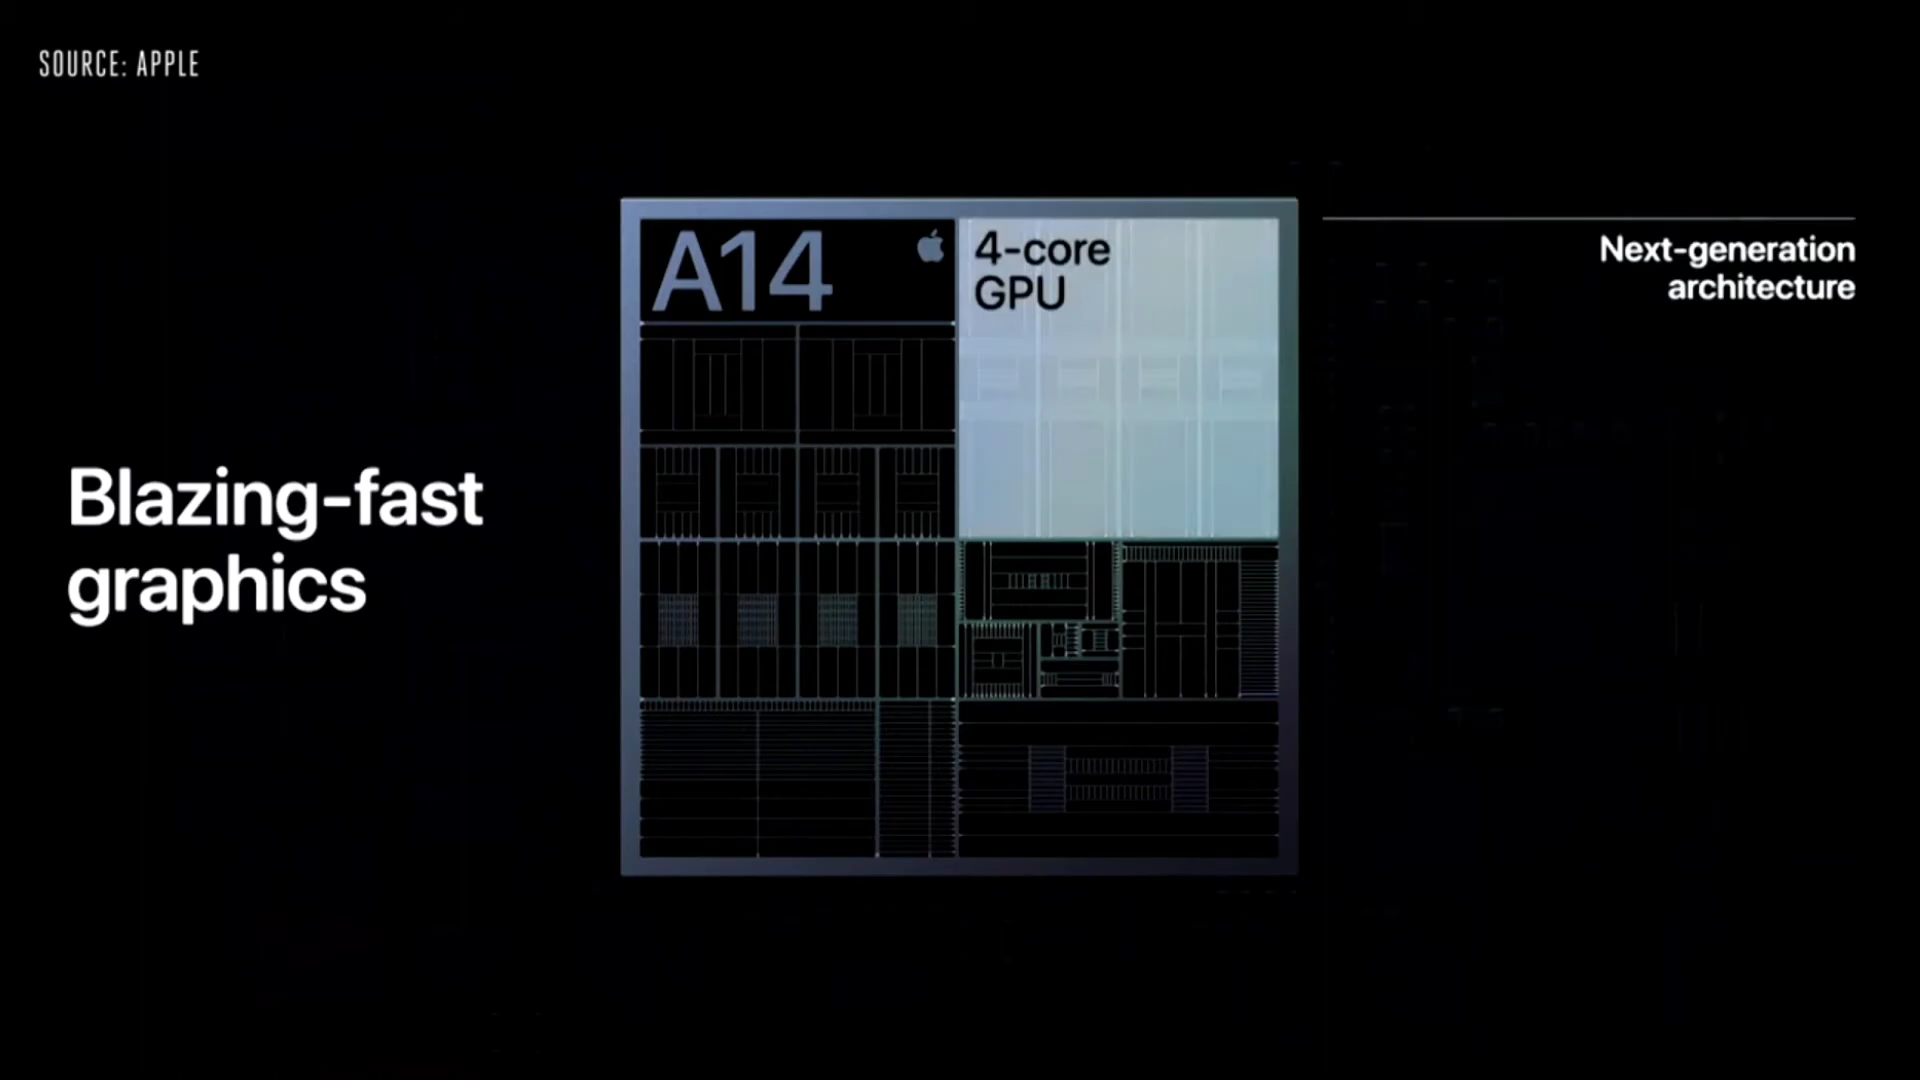 SOURCE: APPLE
A14
4-core
GPU
Next-generation
architecture
Blazing-fast
graphics